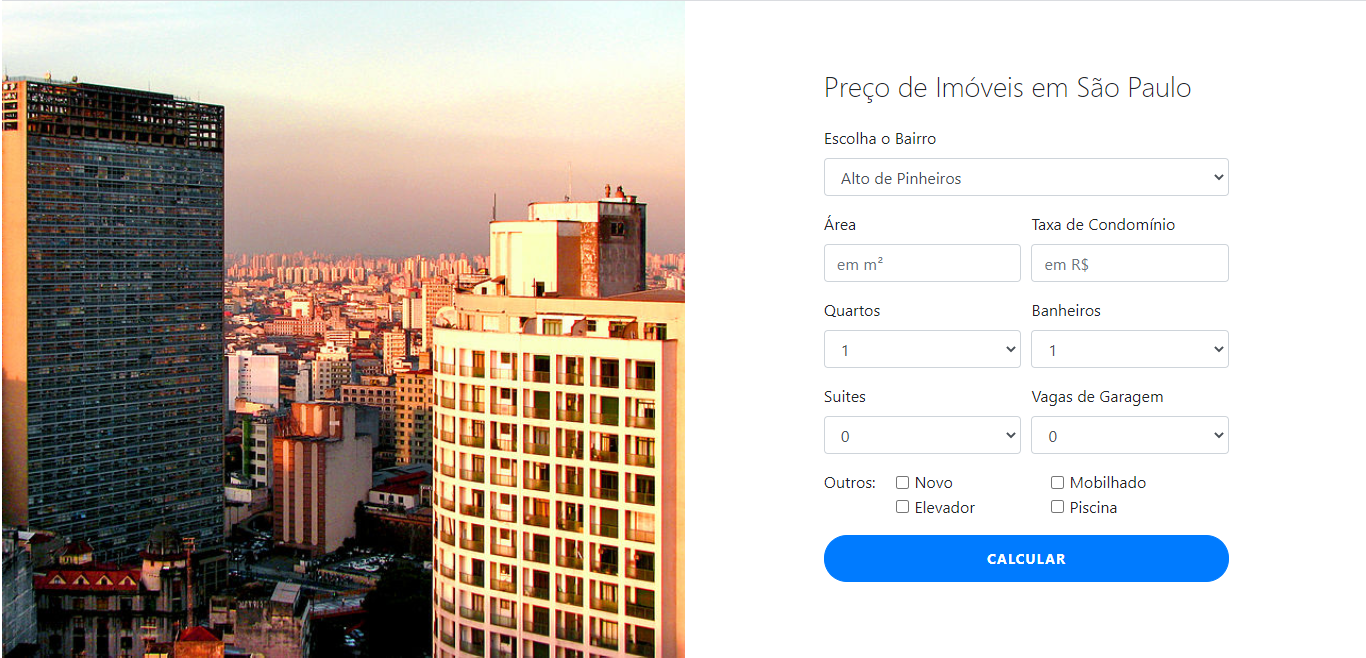 Preço de Imóveis em São Paulo
Escolha o Bairro
Alto de Pinheiros
Área Taxa de Condomínio
em m² em R$
Quartos Banheiros
1 1
Suites Vagas de Garagem
0 0
Outros: Novo Mobilhado
Elevador Piscina
CALCULAR